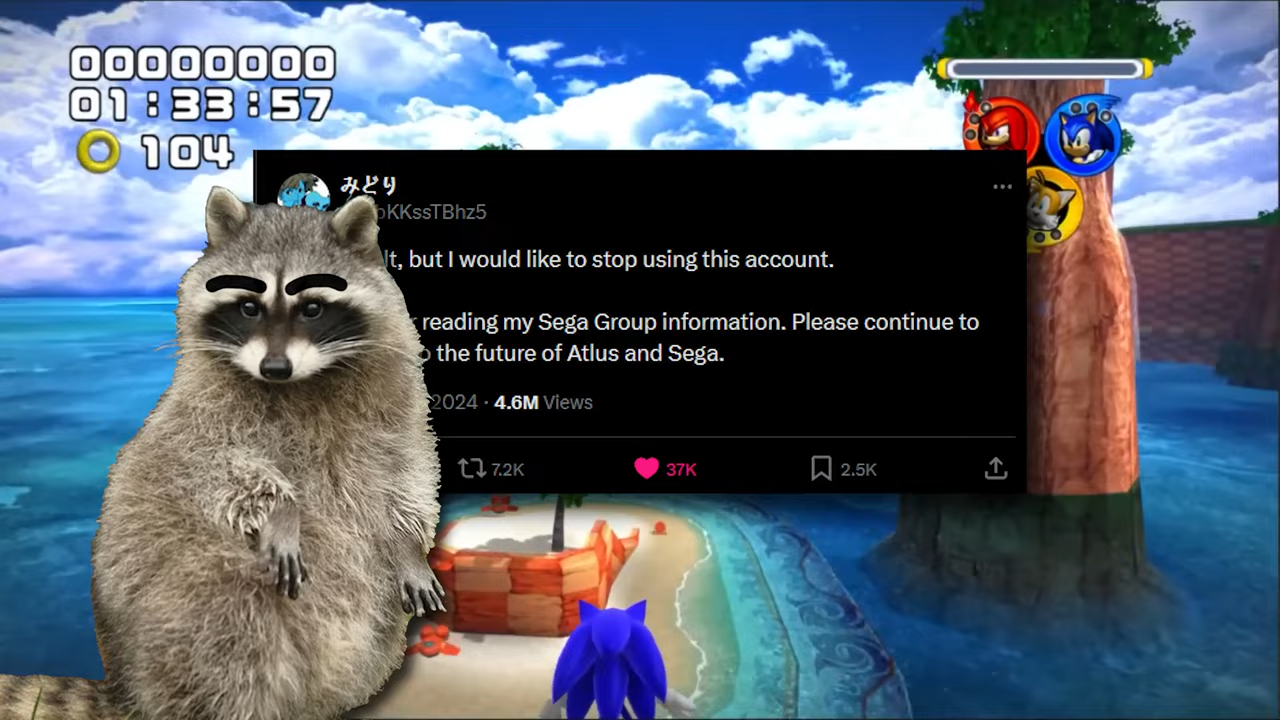 00000000
01:33:57
104
みどり
KKssTBhz5
, but I would like to stop using this account.
reading my Sega Group information. Please continue to
the future of Atlus and Sega.
2024 · 4.6M Views
7.2K
37K
2.5K